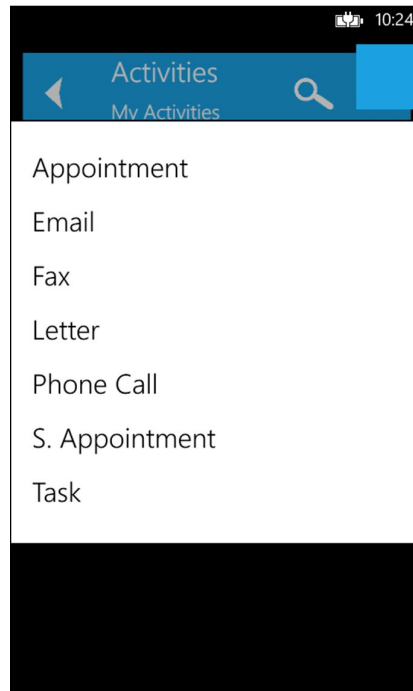 10:24
Activities
My Activities
Appointment
Email
Fax
Letter
Phone Call
S. Appointment
Task